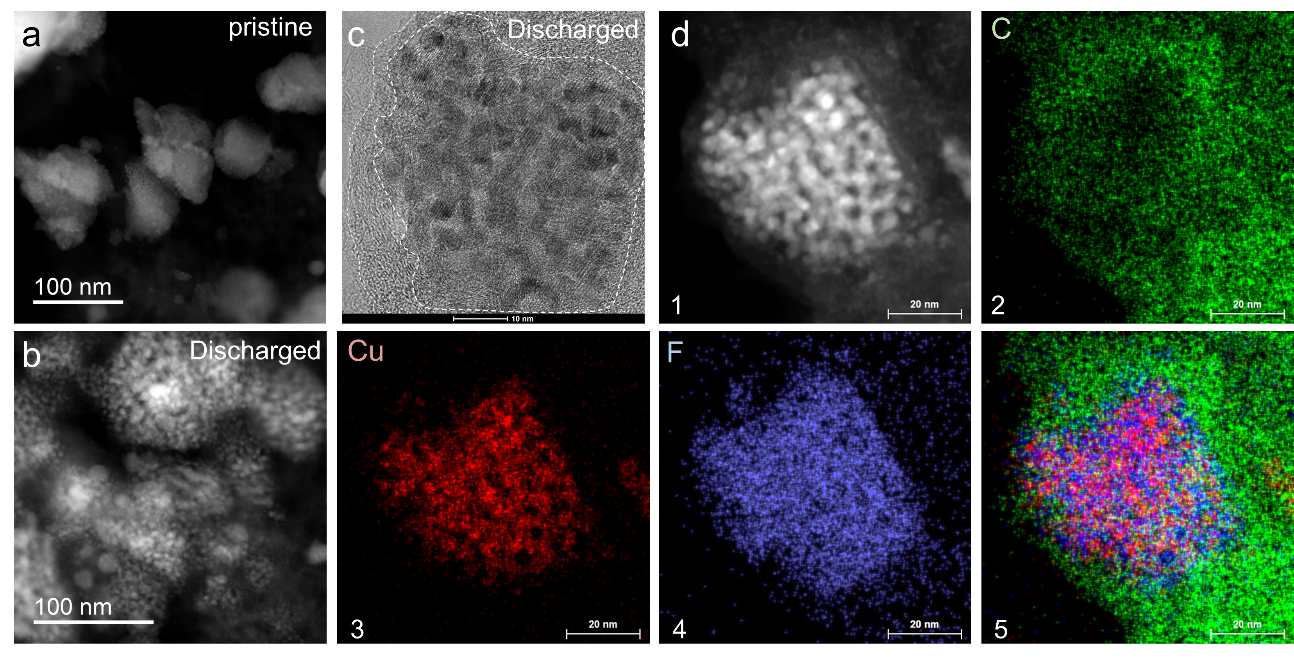 a
pristine
100 nm
c
Discharged
10 nm
d
1
20 nm
C
2
20 nm
b
Discharged
100 nm
Cu
3
20 nm
F
4
20 nm
5
20 nm